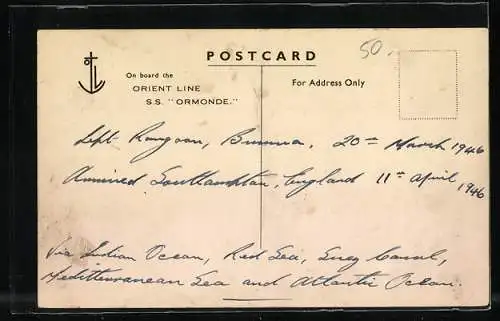 POSTCARD
50.
On board the
ORIENT LINE
S.S. "ORMONDE."
For Address Only
Left Rangoon, Burma, 20th March 1946
Arrived Southampton, England 11th April 1946
Via Indian Ocean, Red Sea, Suez Canal,
Mediterranean Sea and Atlantic Ocean.